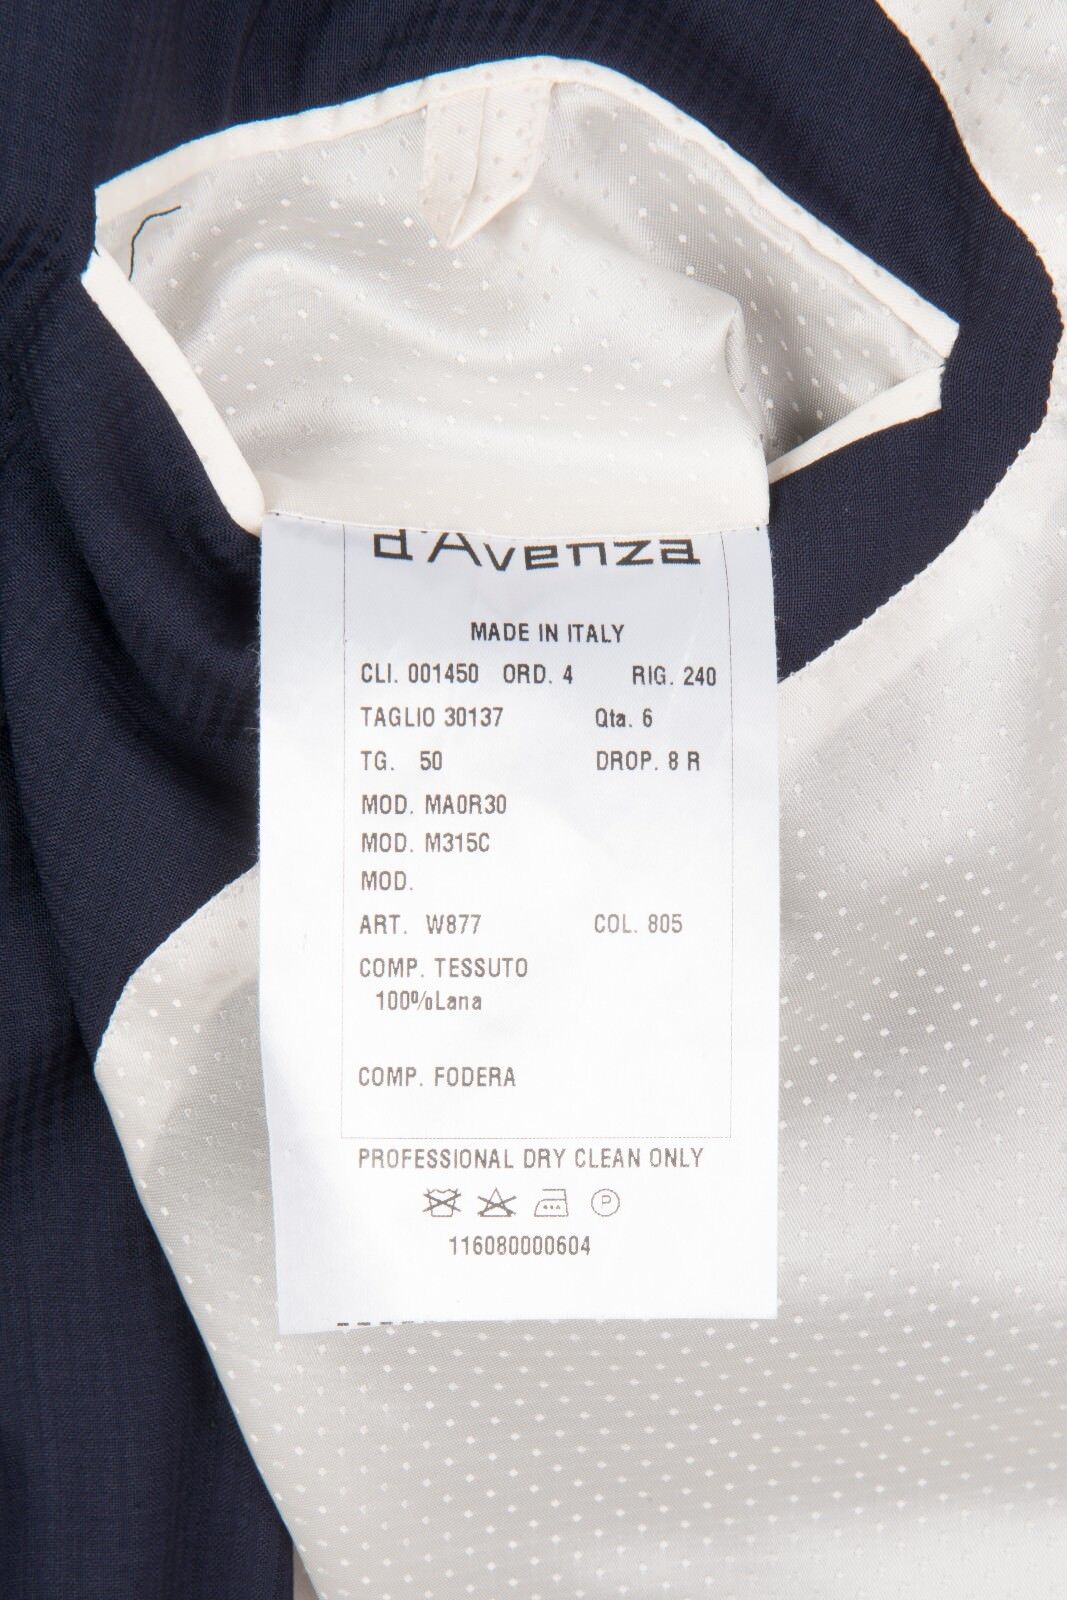 d'Avenza
MADE IN ITALY
CLI. 001450 ORD. 4 RIG. 240
TAGLIO 30137 Qta. 6
TG. 50 DROP. 8 R
MOD. MA0R30
MOD. M315C
MOD.
ART. W877 COL. 805
COMP. TESSUTO
100%Lana
COMP. FODERA
PROFESSIONAL DRY CLEAN ONLY
P
116080000604